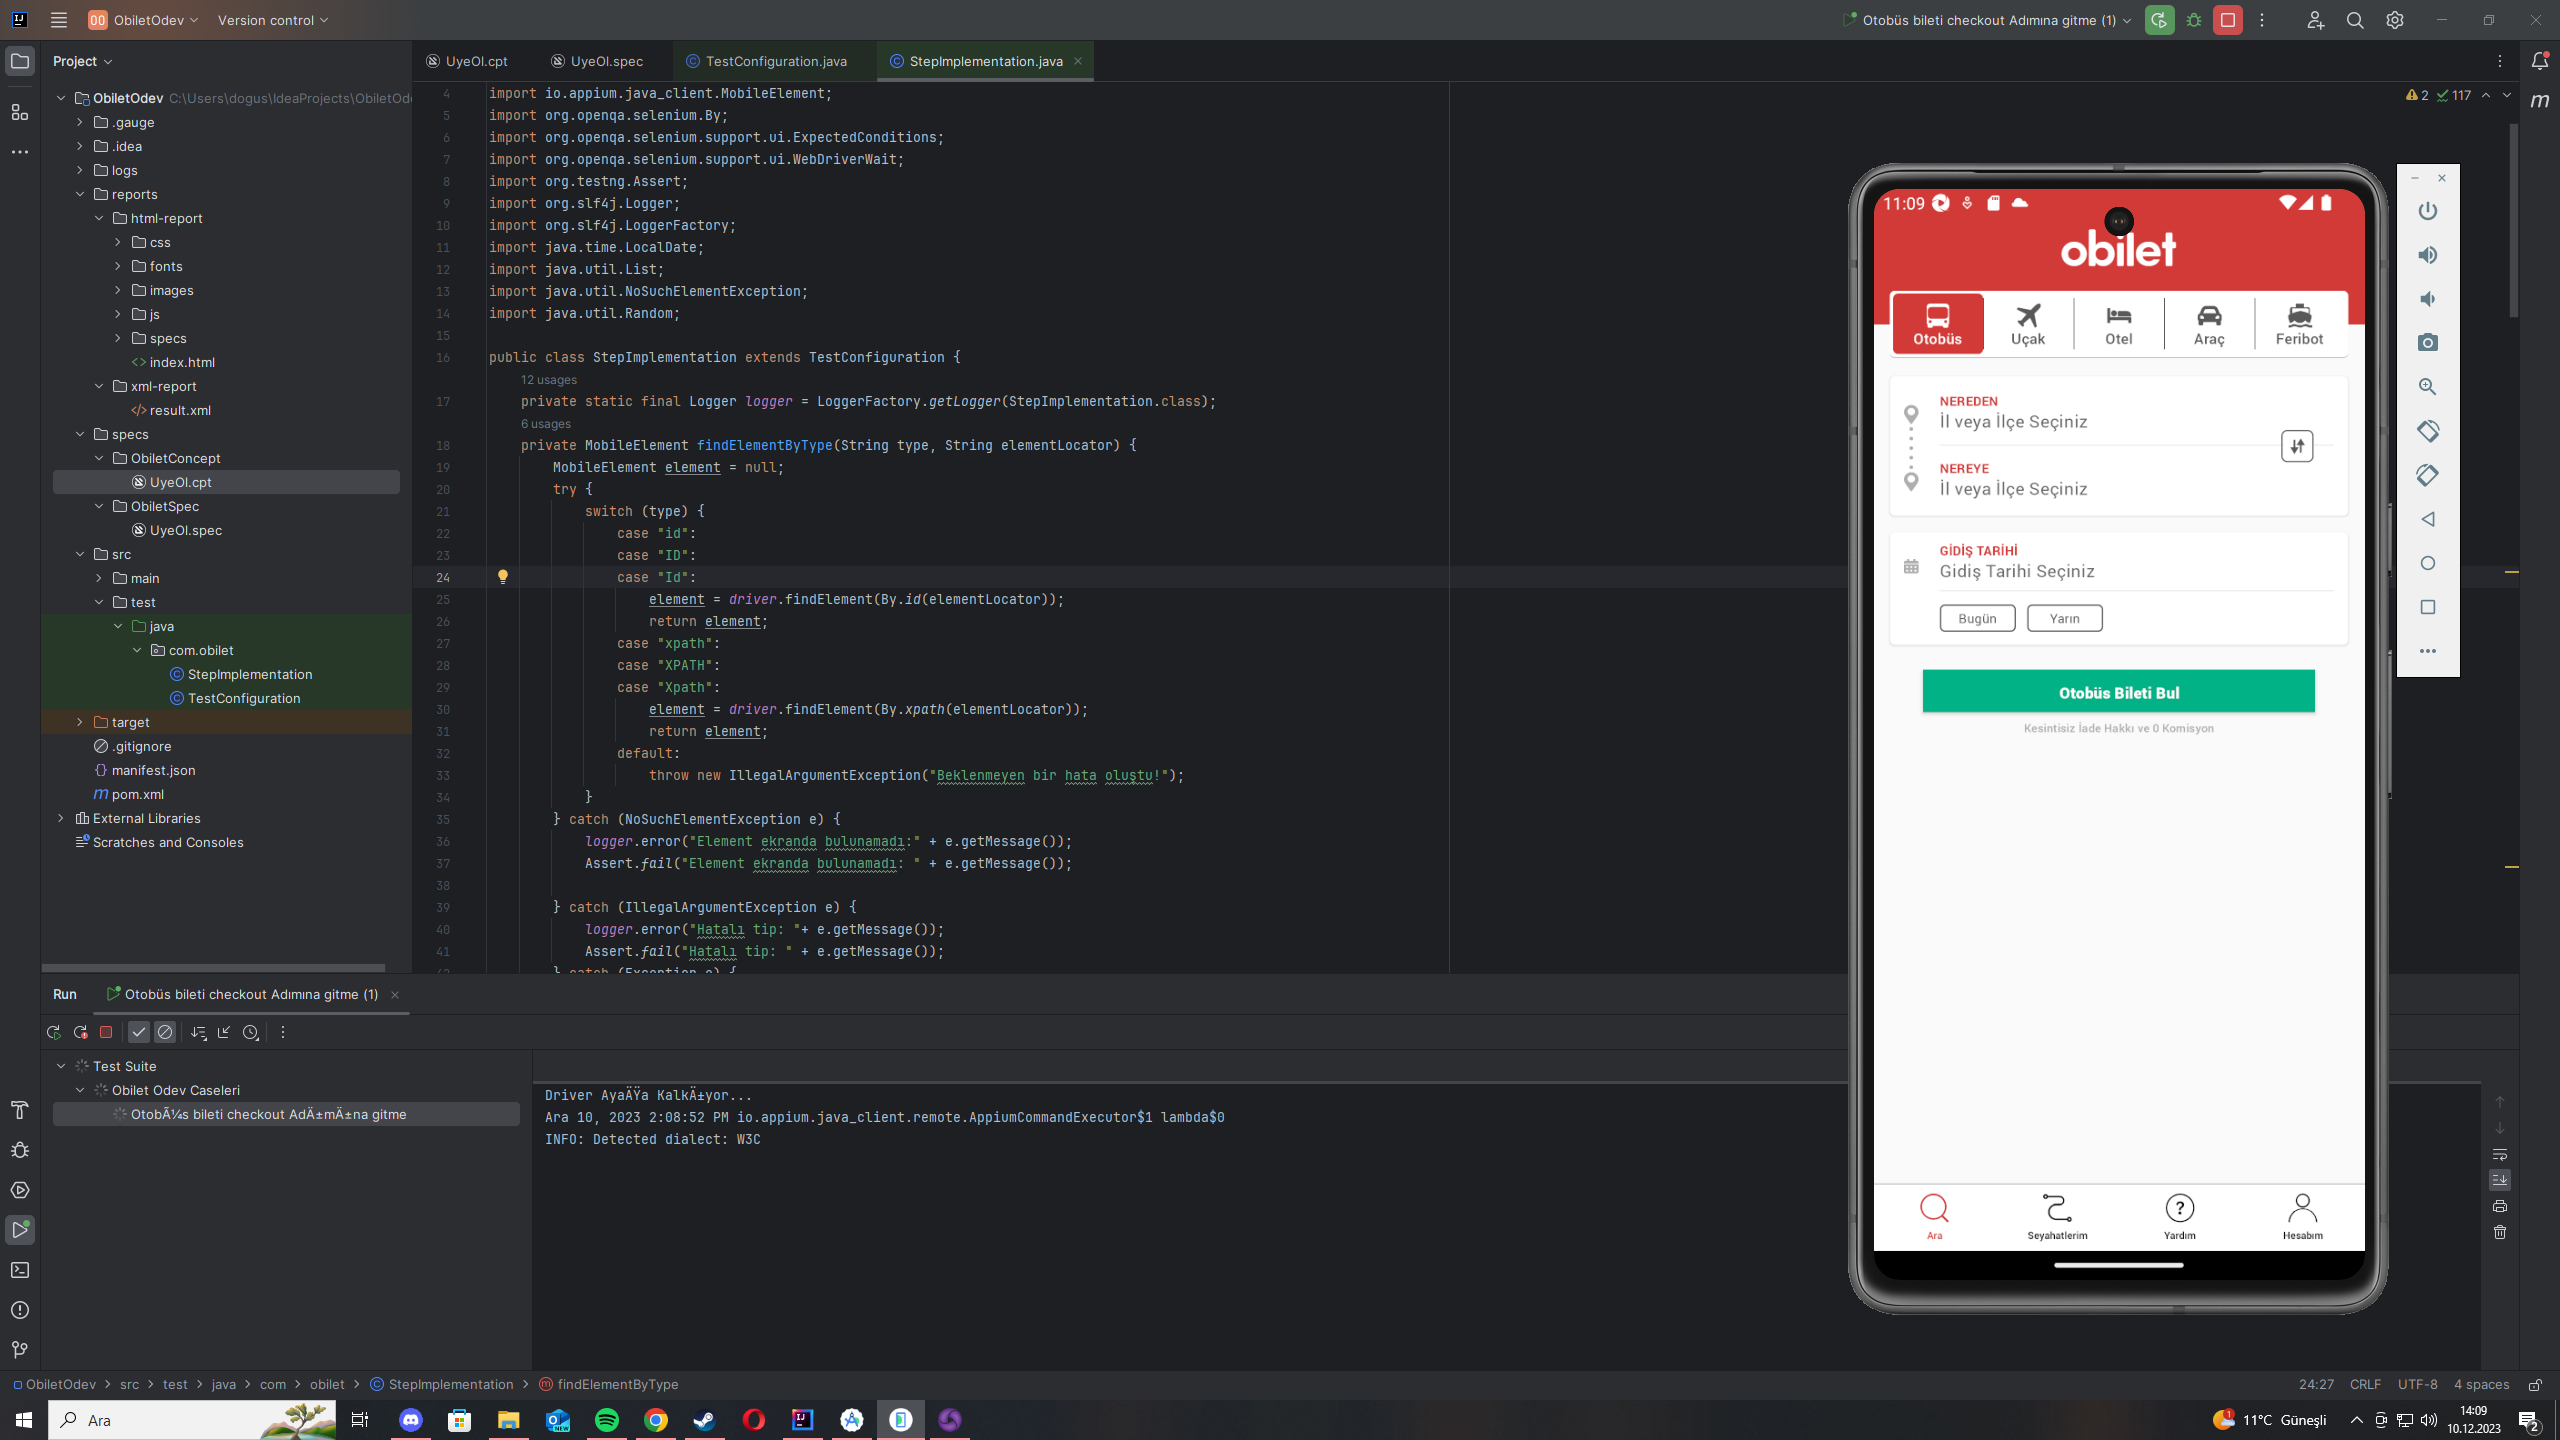 ObiletOdev
Version control
Otobüs bileti checkout Adımına gitme (1)
Project
UyeOl.cpt
UyeOl.spec
TestConfiguration.java
StepImplementation.java
ObiletOdev C:\Users\dogus\IdeaProjects\ObiletOde
.gauge
.idea
logs
reports
html-report
css
fonts
images
js
specs
index.html
xml-report
result.xml
specs
ObiletConcept
UyeOl.cpt
ObiletSpec
UyeOl.spec
src
main
test
java
com.obilet
StepImplementation
TestConfiguration
target
.gitignore
manifest.json
pom.xml
External Libraries
Scratches and Consoles
2 117
4 import io.appium.java_client.MobileElement;
5 import org.openqa.selenium.By;
6 import org.openqa.selenium.support.ui.ExpectedConditions;
7 import org.openqa.selenium.support.ui.WebDriverWait;
8 import org.testng.Assert;
9 import org.slf4j.Logger;
10 import org.slf4j.LoggerFactory;
11 import java.time.LocalDate;
12 import java.util.List;
13 import java.util.NoSuchElementException;
14 import java.util.Random;
15
16 public class StepImplementation extends TestConfiguration {
12 usages
17 private static final Logger logger = LoggerFactory.getLogger(StepImplementation.class);
6 usages
18 private MobileElement findElementByType(String type, String elementLocator) {
19 MobileElement element = null;
20 try {
21 switch (type) {
22 case "id":
23 case "ID":
24 case "Id":
25 element = driver.findElement(By.id(elementLocator));
26 return element;
27 case "xpath":
28 case "XPATH":
29 case "Xpath":
30 element = driver.findElement(By.xpath(elementLocator));
31 return element;
32 default:
33 throw new IllegalArgumentException("Beklenmeyen bir hata oluştu!");
34 }
35 } catch (NoSuchElementException e) {
36 logger.error("Element ekranda bulunamadı:" + e.getMessage());
37 Assert.fail("Element ekranda bulunamadı: " + e.getMessage());
38
39 } catch (IllegalArgumentException e) {
40 logger.error("Hatalı tip: "+ e.getMessage());
41 Assert.fail("Hatalı tip: " + e.getMessage());
42 } catch (Exception e) {
11:09
obilet
Otobüs Uçak Otel Araç Feribot
NEREDEN
İl veya İlçe Seçiniz
NEREYE
İl veya İlçe Seçiniz
GİDİŞ TARİHİ
Gidiş Tarihi Seçiniz
Bugün Yarın
Otobüs Bileti Bul
Kesintisiz İade Hakkı ve 0 Komisyon
Ara Seyahatlerim Yardım Hesabım
Run
Otobüs bileti checkout Adımına gitme (1)
Test Suite
Obilet Odev Caseleri
OtobÃ¼s bileti checkout AdÄ±mÄ±na gitme
Driver AyaÄŸa KalkÄ±yor...
Ara 10, 2023 2:08:52 PM io.appium.java_client.remote.AppiumCommandExecutor$1 lambda$0
INFO: Detected dialect: W3C
ObiletOdev > src > test > java > com > obilet > StepImplementation > findElementByType
24:27 CRLF UTF-8 4 spaces
Ara
NEW
1 11°C Güneşli
14:09
10.12.2023
2